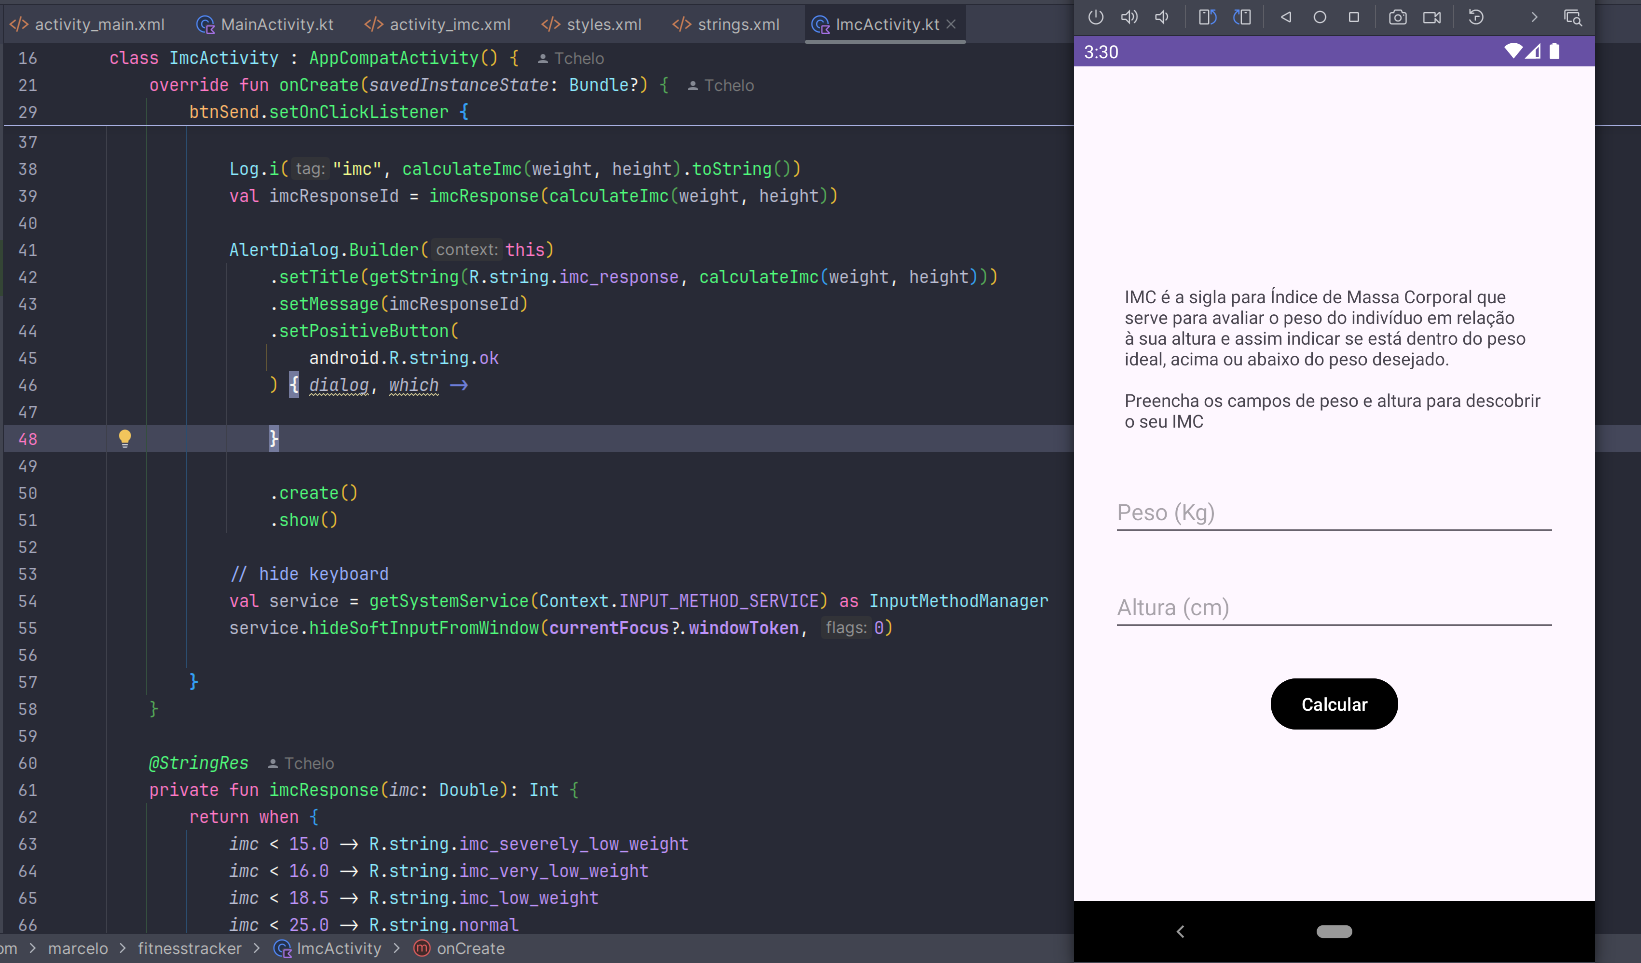 </> activity_main.xml MainActivity.kt </> activity_imc.xml </> styles.xml </> strings.xml ImcActivity.kt
16 class ImcActivity : AppCompatActivity() { Tchelo
21 override fun onCreate(savedInstanceState: Bundle?) { Tchelo
29 btnSend.setOnClickListener {
37
38 Log.i( tag: "imc", calculateImc(weight, height).toString())
39 val imcResponseId = imcResponse(calculateImc(weight, height))
40
41 AlertDialog.Builder( context: this)
42 .setTitle(getString(R.string.imc_response, calculateImc(weight, height)))
43 .setMessage(imcResponseId)
44 .setPositiveButton(
45 android.R.string.ok
46 ) { dialog, which ->
47
48 }
49
50 .create()
51 .show()
52
53 // hide keyboard
54 val service = getSystemService(Context.INPUT_METHOD_SERVICE) as InputMethodManager
55 service.hideSoftInputFromWindow(currentFocus?.windowToken, flags: 0)
56
57 }
58 }
59
60 @StringRes Tchelo
61 private fun imcResponse(imc: Double): Int {
62 return when {
63 imc < 15.0 -> R.string.imc_severely_low_weight
64 imc < 16.0 -> R.string.imc_very_low_weight
65 imc < 18.5 -> R.string.imc_low_weight
66 imc < 25.0 -> R.string.normal
om > marcelo > fitnesstracker > ImcActivity > onCreate
3:30
IMC é a sigla para Índice de Massa Corporal que
serve para avaliar o peso do indivíduo em relação
à sua altura e assim indicar se está dentro do peso
ideal, acima ou abaixo do peso desejado.
Preencha os campos de peso e altura para descobrir
o seu IMC
Peso (Kg)
Altura (cm)
Calcular